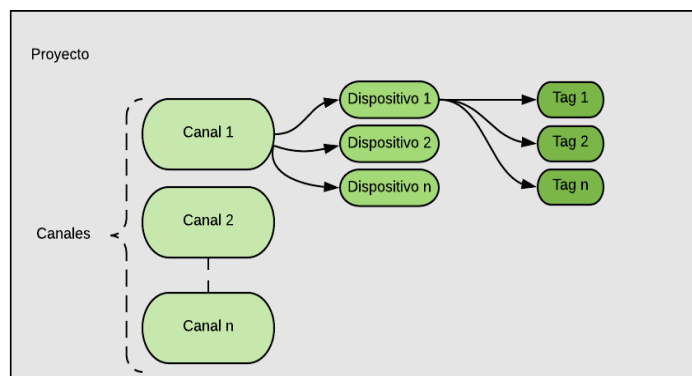 Proyecto
Canales
Canal 1
Canal 2
Canal n
Dispositivo 1
Dispositivo 2
Dispositivo n
Tag 1
Tag 2
Tag n